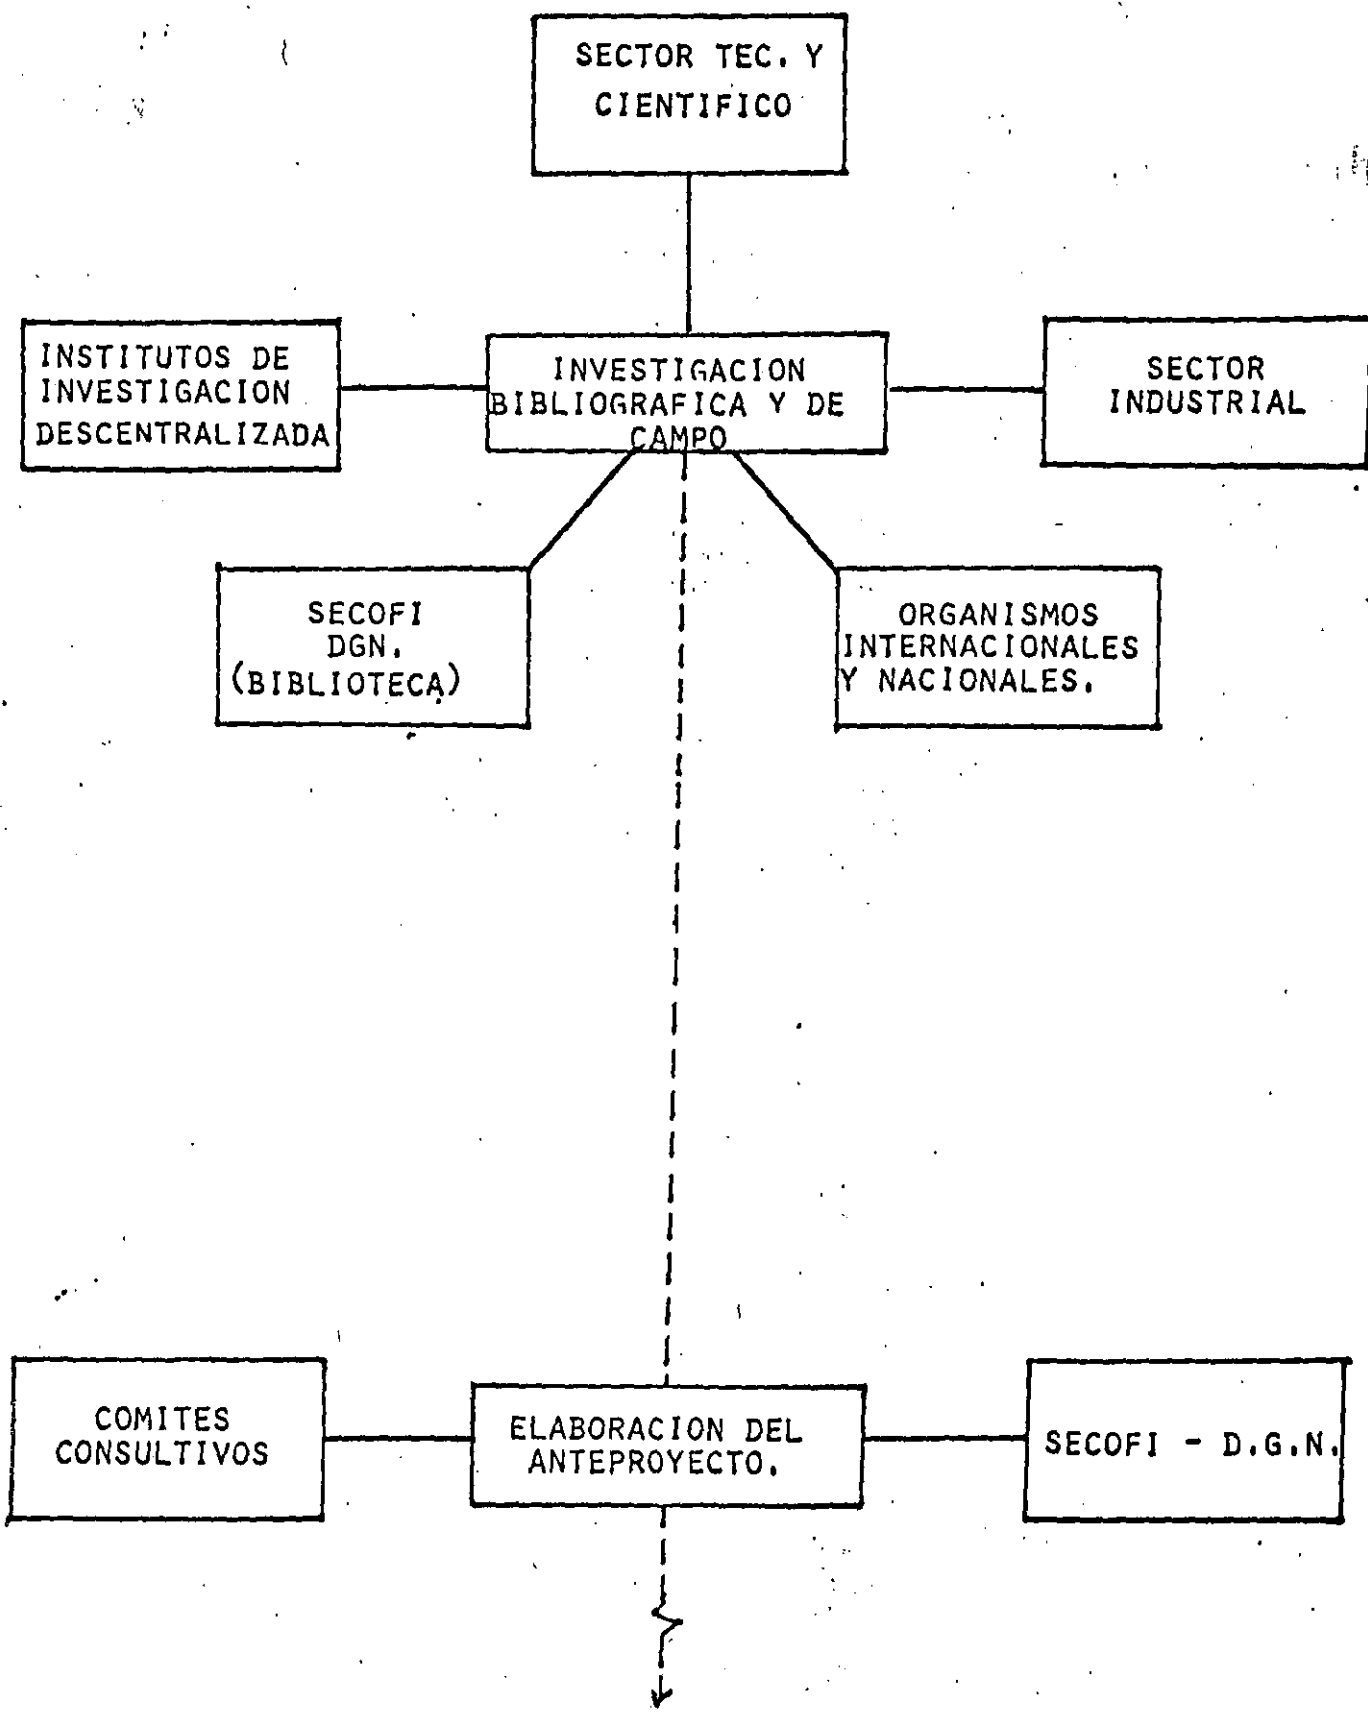 SECTOR TEC. Y
CIENTIFICO
INSTITUTOS DE
INVESTIGACION
DESCENTRALIZADA
INVESTIGACION
BIBLIOGRAFICA Y DE
CAMPO
SECTOR
INDUSTRIAL
SECOFI
DGN.
(BIBLIOTECA)
ORGANISMOS
INTERNACIONALES
Y NACIONALES.
COMITES
CONSULTIVOS
ELABORACION DEL
ANTEPROYECTO.
SECOFI - D.G.N.